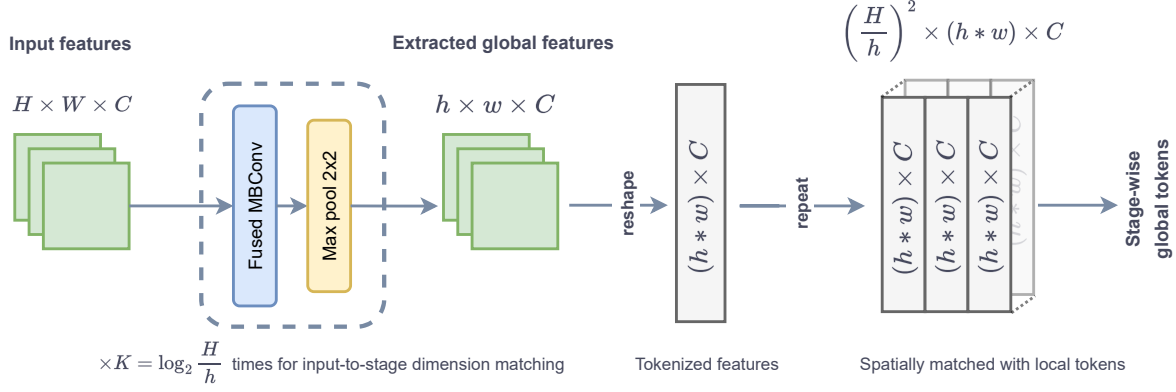 Input features
H × W × C
Fused MBConv
Max pool 2x2
×K = log₂ H/h times for input-to-stage dimension matching
Extracted global features
h × w × C
reshape
(h * w) × C
Tokenized features
repeat
(H/h)² × (h * w) × C
(h * w) × C
(h * w) × C
(h * w) × C
(h * w) × C
Spatially matched with local tokens
Stage-wise
global tokens